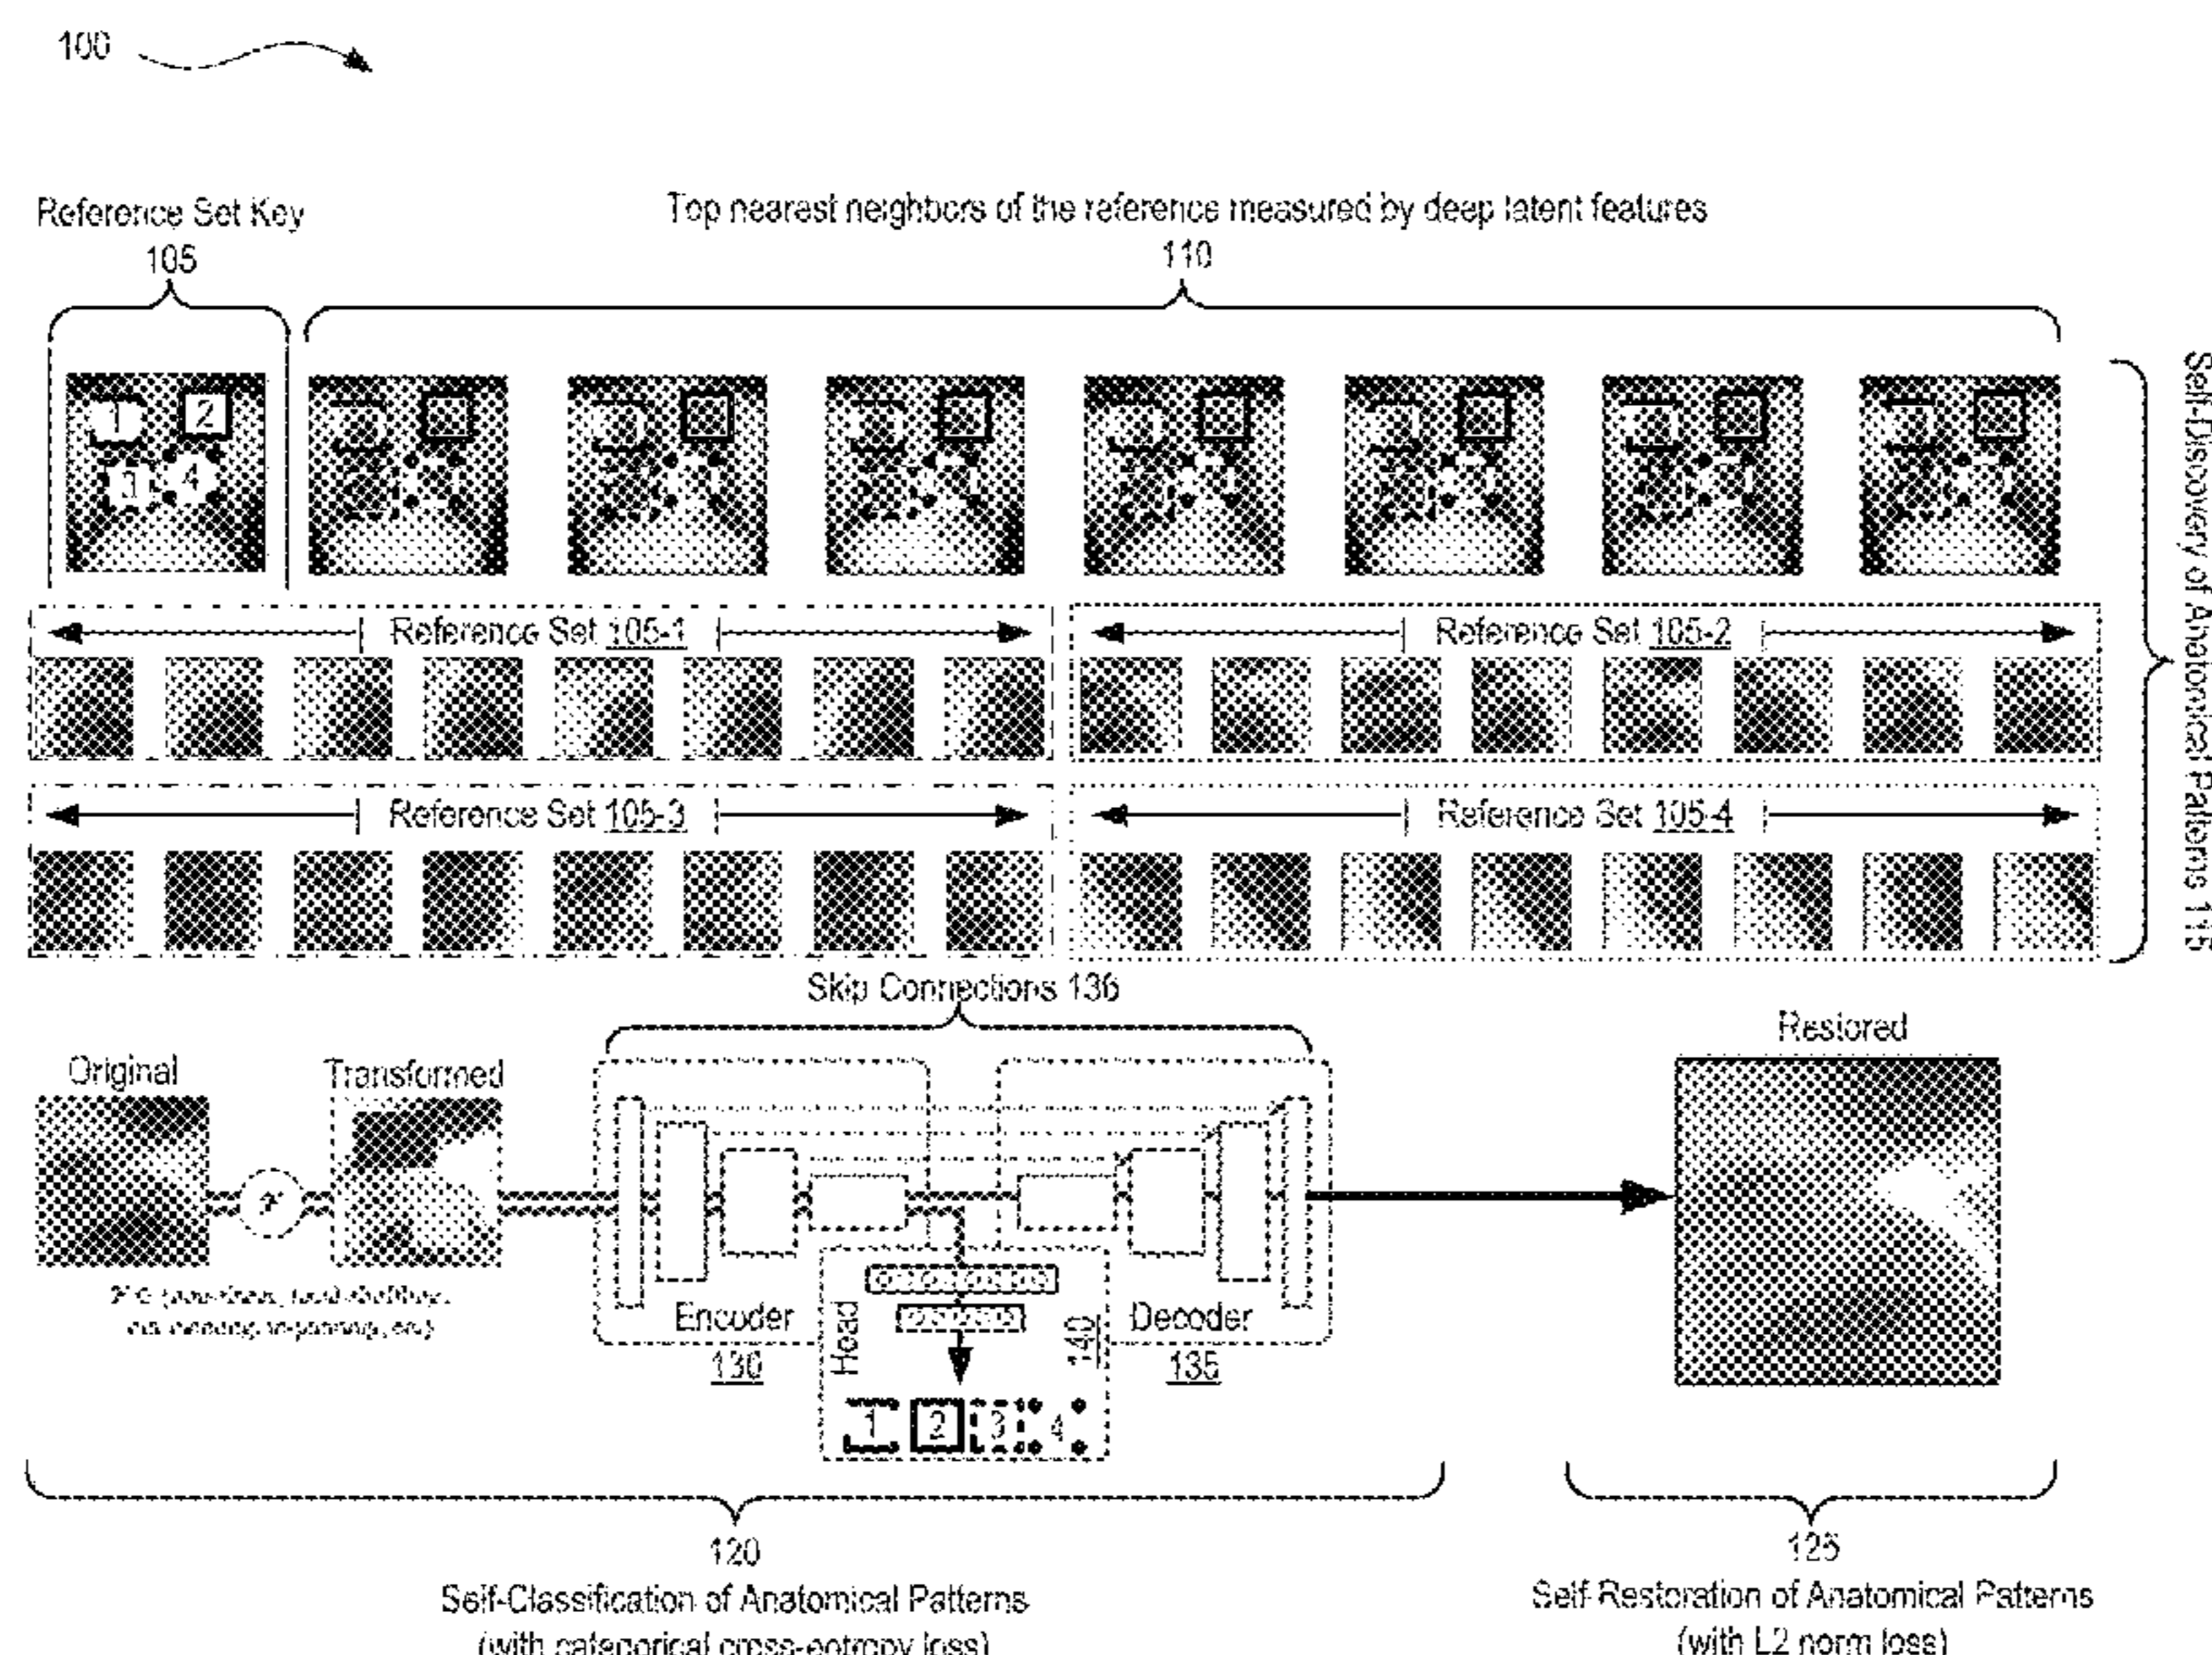 100
Reference Set Key
105
Top nearest neighbors of the reference measured by deep latent features
110
1
2
3
4
Self-Discovery of Anatomical Patterns 115
Reference Set 105-1
Reference Set 105-2
Reference Set 105-3
Reference Set 105-4
Skip Connections 136
Original
Transformed
Restored
Encoder
130
Head
140
Decoder
135
1 2 3 4
120
Self-Classification of Anatomical Patterns
(with categorical cross-entropy loss)
125
Self-Restoration of Anatomical Patterns
(with L2 norm loss)